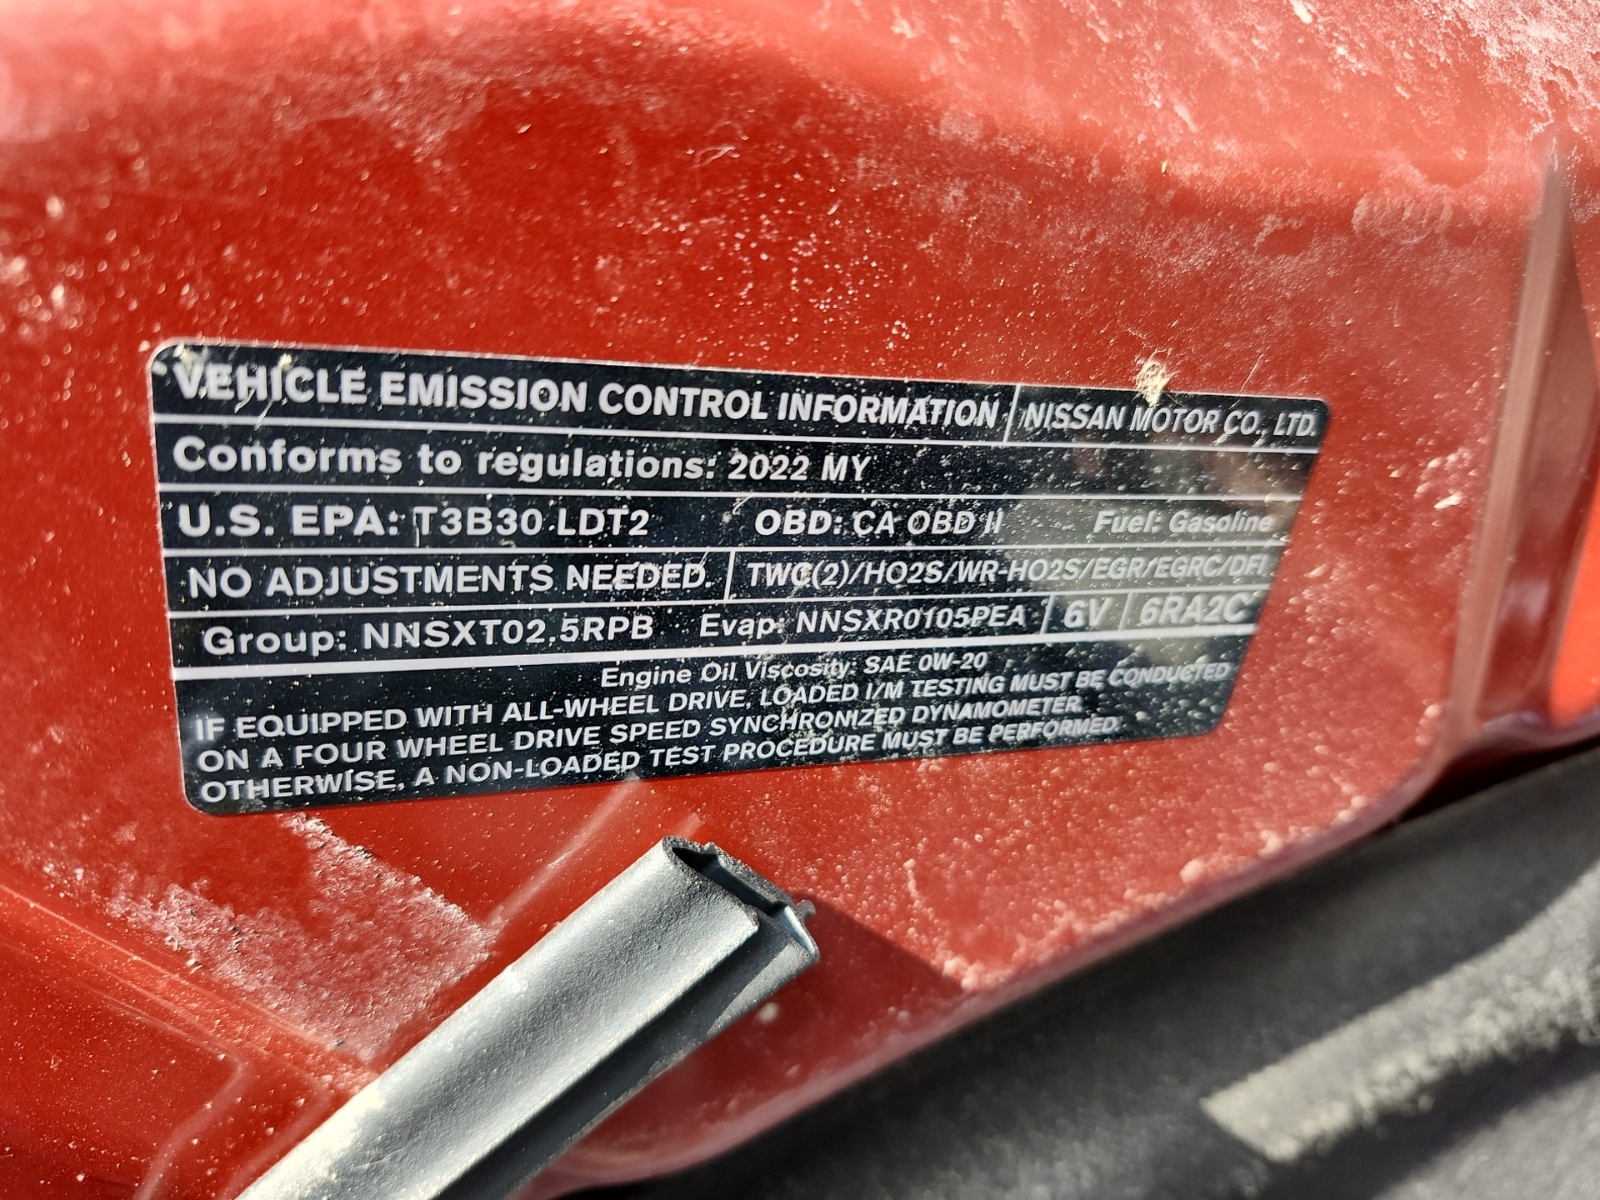 VEHICLE EMISSION CONTROL INFORMATION NISSAN MOTOR CO., LTD.
Conforms to regulations: 2022 MY
U.S. EPA: T3B30 LDT2 OBD: CA OBD II Fuel: Gasoline
NO ADJUSTMENTS NEEDED. TWC(2)/HO2S/WR-HO2S/EGR/EGRC/DFI
Group: NNSXT02.5RPB Evap: NNSXR0105PEA 6V 6RA2C
Engine Oil Viscosity: SAE 0W-20
IF EQUIPPED WITH ALL-WHEEL DRIVE, LOADED I/M TESTING MUST BE CONDUCTED
ON A FOUR WHEEL DRIVE SPEED SYNCHRONIZED DYNAMOMETER.
OTHERWISE, A NON-LOADED TEST PROCEDURE MUST BE PERFORMED.